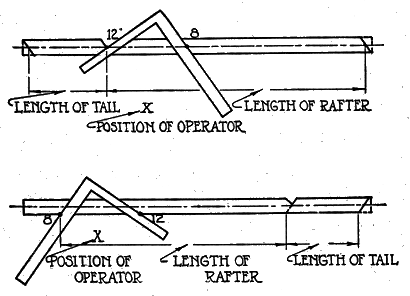 12" 8
LENGTH OF TAIL X LENGTH OF RAFTER
POSITION OF OPERATOR
8 12
X
POSITION OF OPERATOR
LENGTH OF RAFTER
LENGTH OF TAIL